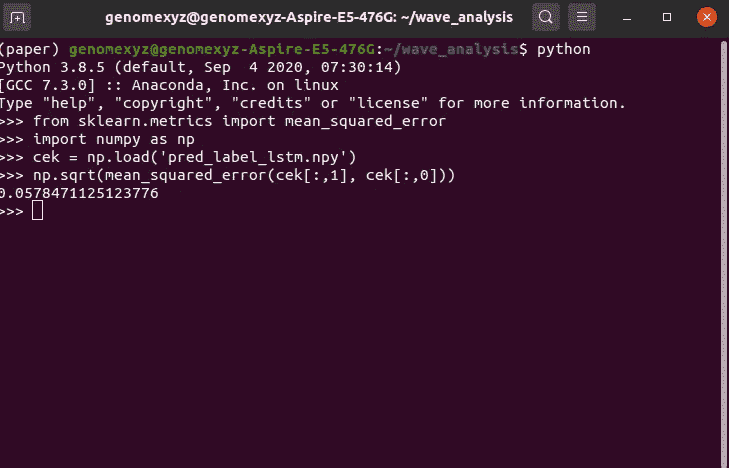 genomexyz@genomexyz-Aspire-E5-476G: ~/wave_analysis
(paper) genomexyz@genomexyz-Aspire-E5-476G:~/wave_analysis$ python
Python 3.8.5 (default, Sep  4 2020, 07:30:14)
[GCC 7.3.0] :: Anaconda, Inc. on linux
Type "help", "copyright", "credits" or "license" for more information.
>>> from sklearn.metrics import mean_squared_error
>>> import numpy as np
>>> cek = np.load('pred_label_lstm.npy')
>>> np.sqrt(mean_squared_error(cek[:,1], cek[:,0]))
0.0578471125123776
>>>